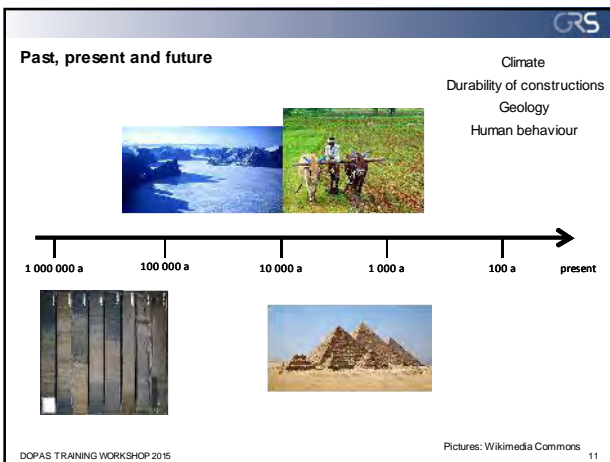 GRS
Past, present and future
Climate
Durability of constructions
Geology
Human behaviour
1 000 000 a
100 000 a
10 000 a
1 000 a
100 a
present
Pictures: Wikimedia Commons
DOPAS TRAINING WORKSHOP 2015
11